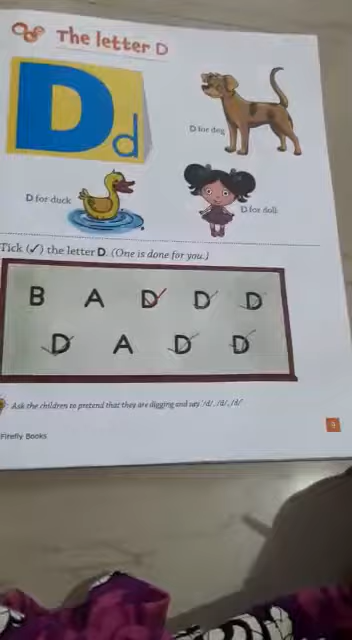 The letter D
D d
D for dog
D for duck
D for doll
Tick (✓) the letter D. (One is done for you.)
B A D D D
D A D D
Ask the children to pretend that they are digging and say '/d/, /d/, /d/'
Firefly Books